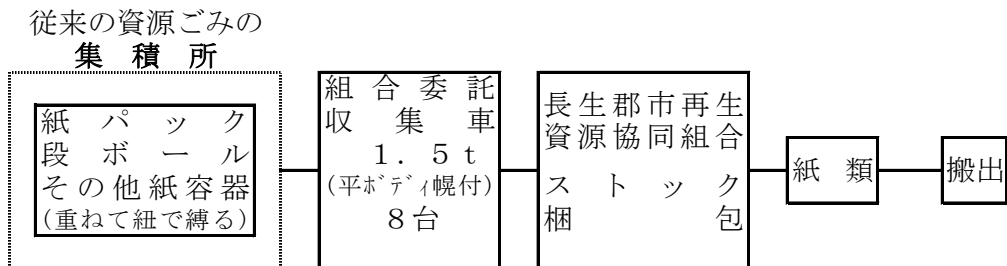 従来の資源ごみの
集積所
紙パック
段ボール
その他紙容器
(重ねて紐で縛る)
組合委託
収集車
1.5t
(平ボディ幌付)
8台
長生郡市再生
資源協同組合
ストック
梱包
紙類
搬出